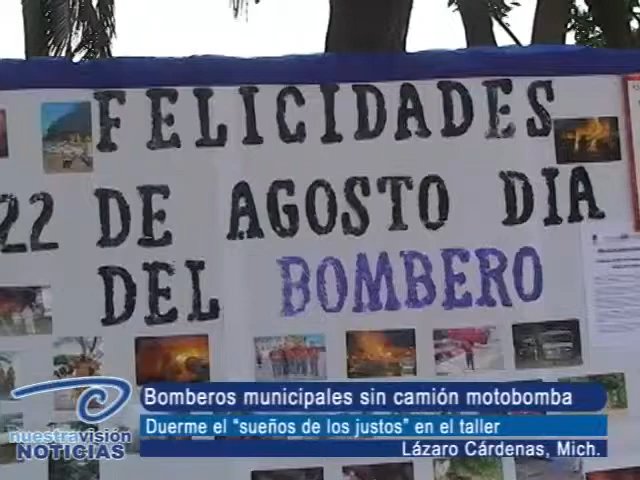 FELICIDADES
22 DE AGOSTO DIA
DEL BOMBERO
Bomberos municipales sin camión motobomba
Duerme el "sueños de los justos" en el taller
Lázaro Cárdenas, Mich.
nuestravisión
NOTICIAS